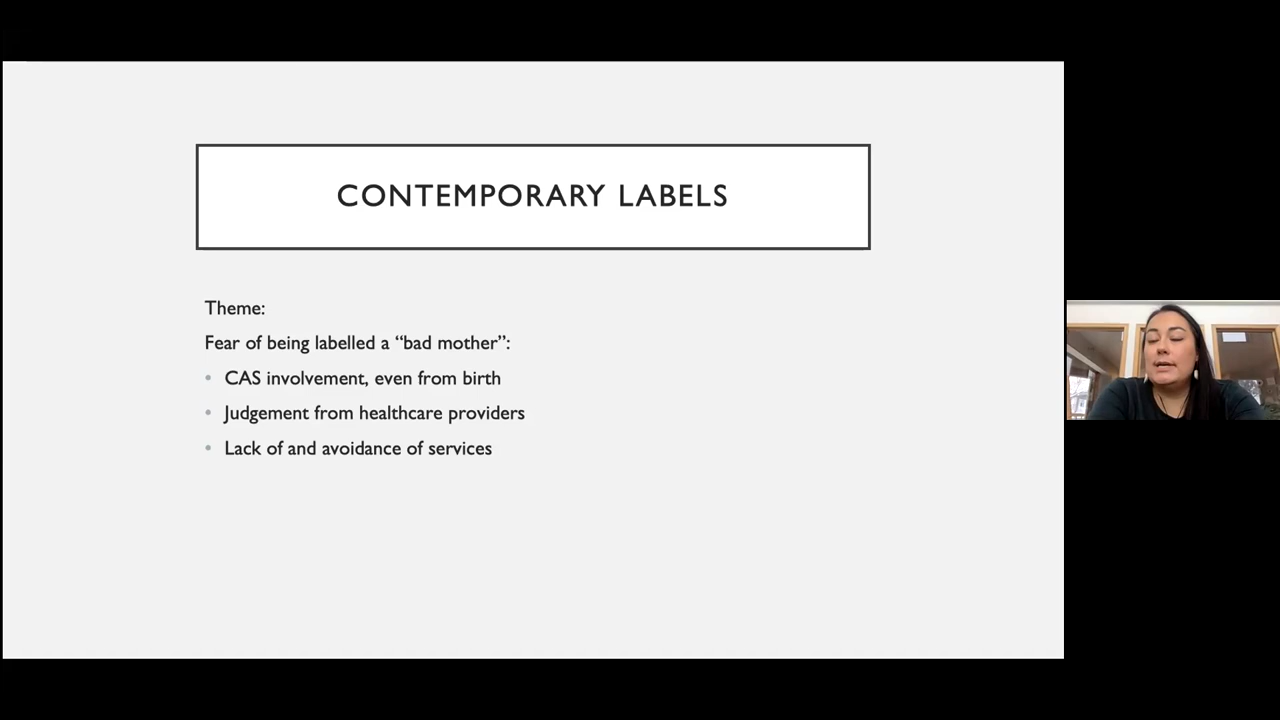 CONTEMPORARY LABELS
Theme:
Fear of being labelled a “bad mother”:
• CAS involvement, even from birth
• Judgement from healthcare providers
• Lack of and avoidance of services